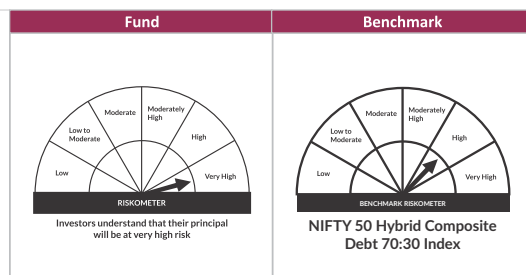 Fund
Benchmark
Moderate
Moderately
High
Low to
Moderate
High
Low
Very High
RISKOMETER
Investors understand that their principal
will be at very high risk
Moderate
Moderately
High
Low to
Moderate
High
Low
Very High
BENCHMARK RISKOMETER
NIFTY 50 Hybrid Composite
Debt 70:30 Index